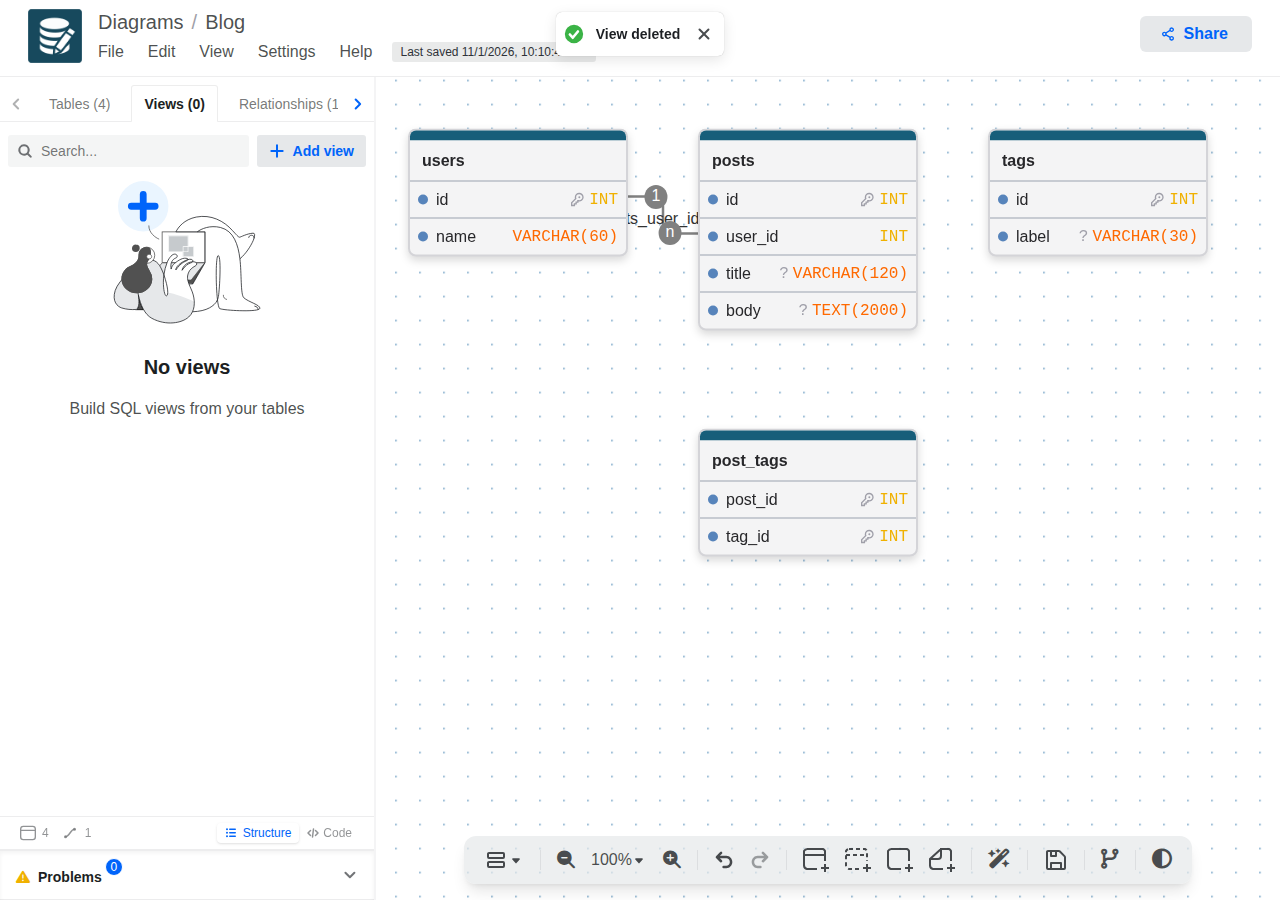 Diagrams / Blog
File Edit View Settings Help
Last saved 11/1/2026, 10:10:
View deleted
Share
Tables (4) Views (0) Relationships (1
Search...
Add view
No views
Build SQL views from your tables
4 1 Structure Code
Problems 0
users
id INT
name VARCHAR(60)
1
ts_user_id
n
posts
id INT
user_id INT
title ? VARCHAR(120)
body ? TEXT(2000)
tags
id INT
label ? VARCHAR(30)
post_tags
post_id INT
tag_id INT
100%